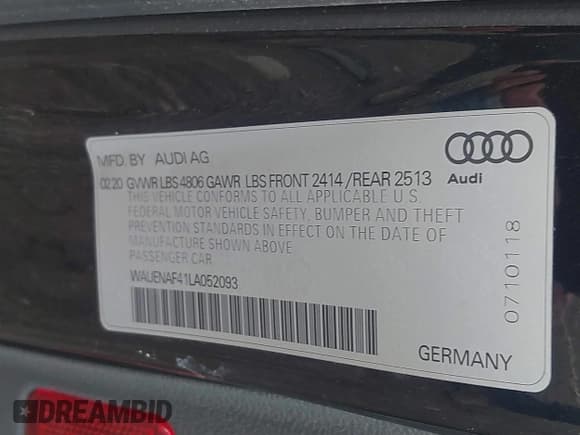 MFD. BY AUDI AG
02.20 GVWR LBS 4806 GAWR LBS FRONT 2414 /REAR 2513
THIS VEHICLE CONFORMS TO ALL APPLICABLE U S
FEDERAL MOTOR VEHICLE SAFETY, BUMPER AND THEFT
PREVENTION STANDARDS IN EFFECT ON THE DATE OF
MANUFACTURE SHOWN ABOVE.
PASSENGER CAR
WAUENAF41LA052093
Audi
0710118
GERMANY
DREAMBID